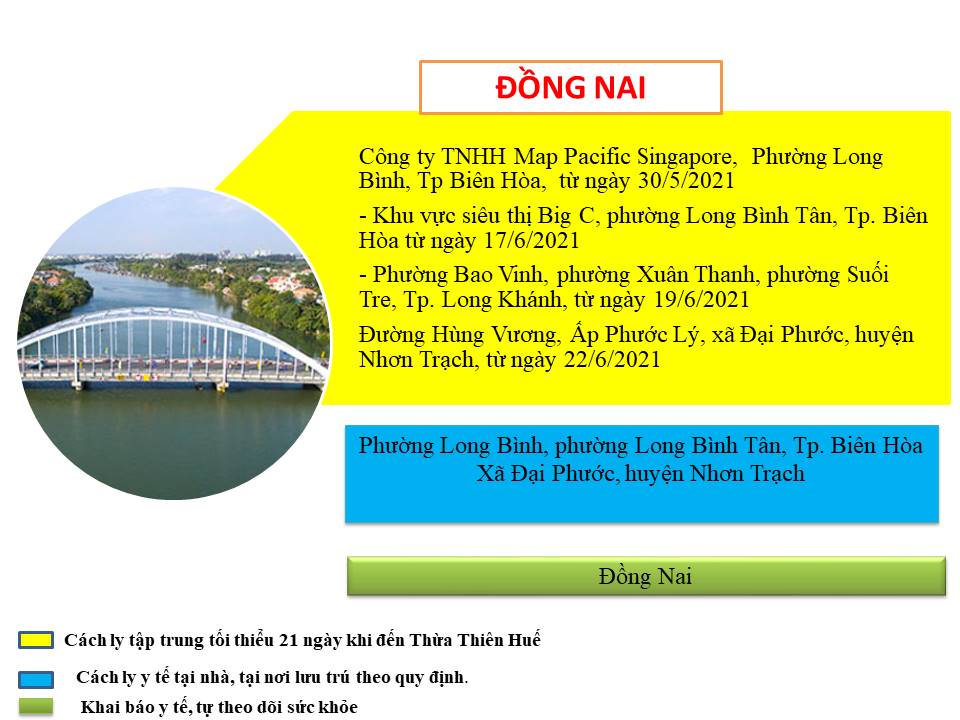 ĐỒNG NAI
Công ty TNHH Map Pacific Singapore, Phường Long
Bình, Tp Biên Hòa, từ ngày 30/5/2021
- Khu vực siêu thị Big C, phường Long Bình Tân, Tp. Biên
Hòa từ ngày 17/6/2021
- Phường Bao Vinh, phường Xuân Thanh, phường Suối
Tre, Tp. Long Khánh, từ ngày 19/6/2021
Đường Hùng Vương, Ấp Phước Lý, xã Đại Phước, huyện
Nhơn Trạch, từ ngày 22/6/2021
Phường Long Bình, phường Long Bình Tân, Tp. Biên Hòa
Xã Đại Phước, huyện Nhơn Trạch
Đồng Nai
Cách ly tập trung tối thiểu 21 ngày khi đến Thừa Thiên Huế
Cách ly y tế tại nhà, tại nơi lưu trú theo quy định.
Khai báo y tế, tự theo dõi sức khỏe